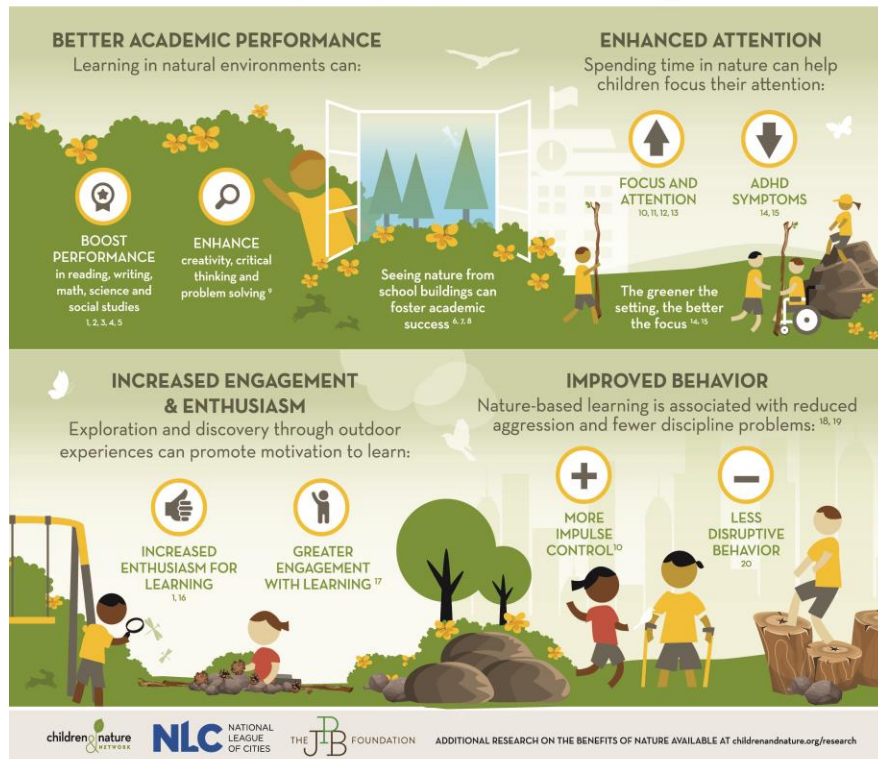 BETTER ACADEMIC PERFORMANCE
Learning in natural environments can:
BOOST
PERFORMANCE
in reading, writing,
math, science and
social studies
1, 2, 3, 4, 5
ENHANCE
creativity, critical
thinking and
problem solving 9
Seeing nature from
school buildings can
foster academic
success 6, 7, 8
ENHANCED ATTENTION
Spending time in nature can help
children focus their attention:
FOCUS AND
ATTENTION
10, 11, 12, 13
ADHD
SYMPTOMS
14, 15
The greener the
setting, the better
the focus 14, 15
INCREASED ENGAGEMENT
& ENTHUSIASM
Exploration and discovery through outdoor
experiences can promote motivation to learn:
INCREASED
ENTHUSIASM FOR
LEARNING
1, 16
GREATER
ENGAGEMENT
WITH LEARNING 17
IMPROVED BEHAVIOR
Nature-based learning is associated with reduced
aggression and fewer discipline problems: 18, 19
MORE
IMPULSE
CONTROL 10
LESS
DISRUPTIVE
BEHAVIOR
20
children & nature
NETWORK
NLC NATIONAL
LEAGUE
OF CITIES
THE JPB FOUNDATION
ADDITIONAL RESEARCH ON THE BENEFITS OF NATURE AVAILABLE AT childrenandnature.org/research